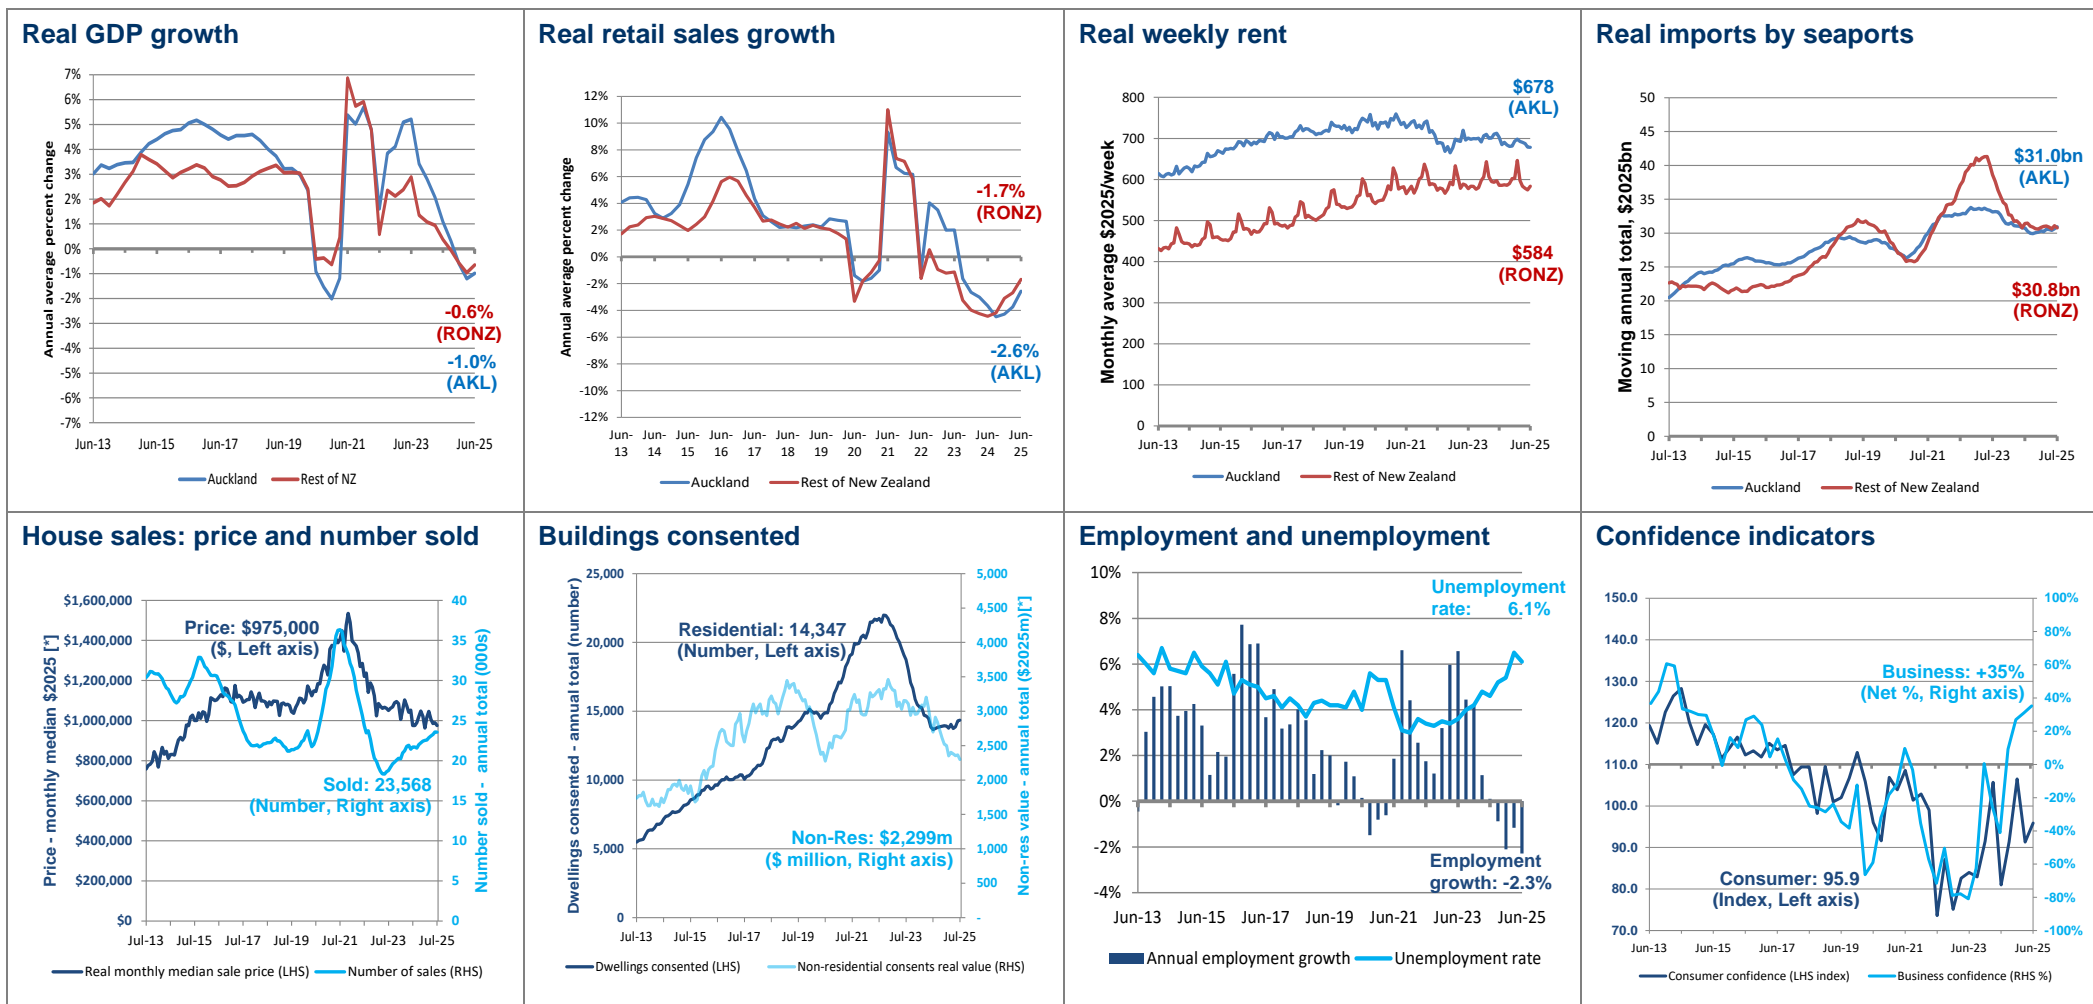 Real GDP growth
Annual average percent change
7%
6%
5%
4%
3%
2%
1%
0%
-1%
-2%
-3%
-4%
-5%
-6%
-7%
-0.6%
(RONZ)
-1.0%
(AKL)
Jun-13 Jun-15 Jun-17 Jun-19 Jun-21 Jun-23 Jun-25
Auckland Rest of NZ
Real retail sales growth
Annual average percent change
12%
10%
8%
6%
4%
2%
0%
-2%
-4%
-6%
-8%
-10%
-12%
-1.7%
(RONZ)
-2.6%
(AKL)
Jun- Jun- Jun- Jun- Jun- Jun- Jun- Jun- Jun- Jun- Jun- Jun- Jun-
13 14 15 16 17 18 19 20 21 22 23 24 25
Auckland Rest of New Zealand
Real weekly rent
Monthly average $2025/week
800
700
600
500
400
300
200
100
0
$678
(AKL)
$584
(RONZ)
Jun-13 Jun-15 Jun-17 Jun-19 Jun-21 Jun-23 Jun-25
Auckland Rest of New Zealand
Real imports by seaports
Moving annual total, $2025bn
50
45
40
35
30
25
20
15
10
5
0
$31.0bn
(AKL)
$30.8bn
(RONZ)
Jul-13 Jul-15 Jul-17 Jul-19 Jul-21 Jul-23 Jul-25
Auckland Rest of New Zealand
House sales: price and number sold
Price - monthly median $2025 [*]
$1,600,000
$1,400,000
$1,200,000
$1,000,000
$800,000
$600,000
$400,000
$200,000
$0
Price: $975,000
($, Left axis)
Sold: 23,568
(Number, Right axis)
40
35
30
25
20
15
10
5
0
Number sold - annual total (000s)
Jul-13 Jul-15 Jul-17 Jul-19 Jul-21 Jul-23 Jul-25
Real monthly median sale price (LHS) Number of sales (RHS)
Buildings consented
Dwellings consented - annual total (number)
25,000
20,000
15,000
10,000
5,000
0
Residential: 14,347
(Number, Left axis)
Non-Res: $2,299m
($ million, Right axis)
5,000
4,500
4,000
3,500
3,000
2,500
2,000
1,500
1,000
500
-
Non-res value - annual total ($2025m)[*]
Jul-13 Jul-15 Jul-17 Jul-19 Jul-21 Jul-23 Jul-25
Dwellings consented (LHS) Non-residential consents real value (RHS)
Employment and unemployment
10%
8%
6%
4%
2%
0%
-2%
-4%
Unemployment
rate: 6.1%
Employment
growth: -2.3%
Jun-13 Jun-15 Jun-17 Jun-19 Jun-21 Jun-23 Jun-25
Annual employment growth Unemployment rate
Confidence indicators
150.0
140.0
130.0
120.0
110.0
100.0
90.0
80.0
70.0
Business: +35%
(Net %, Right axis)
Consumer: 95.9
(Index, Left axis)
100%
80%
60%
40%
20%
0%
-20%
-40%
-60%
-80%
-100%
Jun-13 Jun-15 Jun-17 Jun-19 Jun-21 Jun-23 Jun-25
Consumer confidence (LHS index) Business confidence (RHS %)